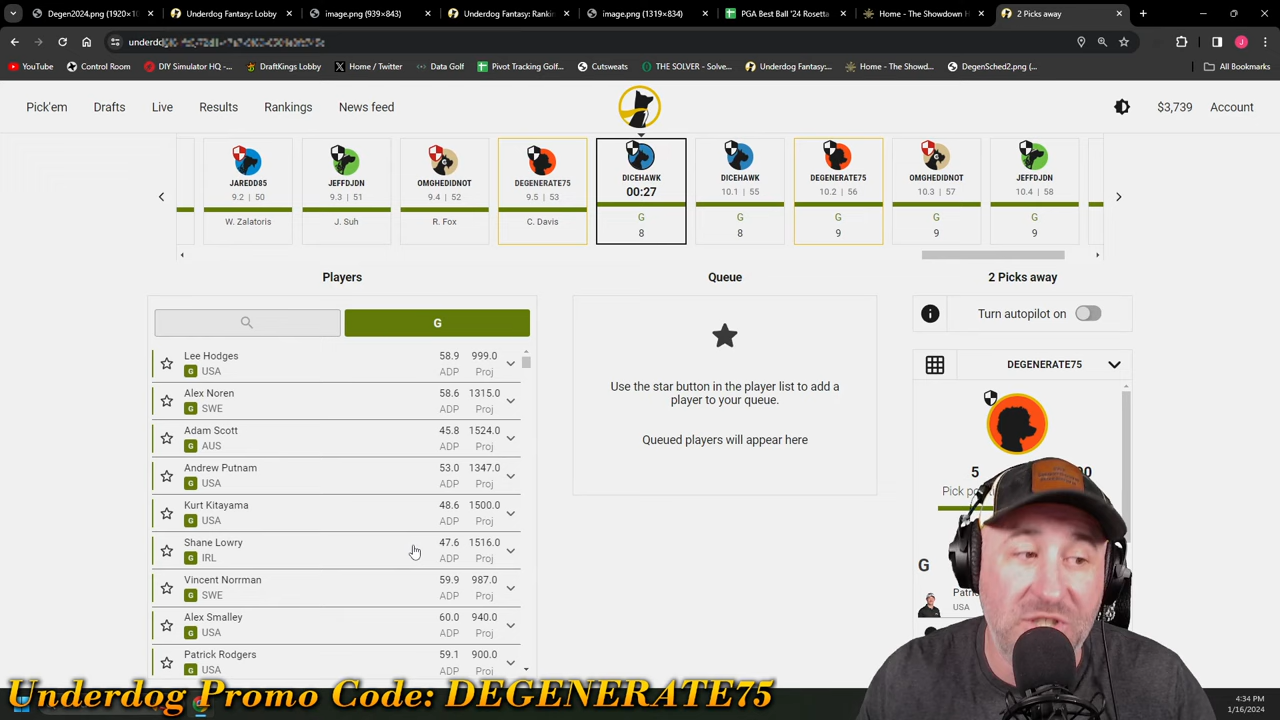 Degen2024.png (1920×10
Underdog Fantasy: Lobby
image.png (939×843)
Underdog Fantasy: Rankin
image.png (1319×834)
PGA Best Ball '24 Rosetta
Home - The Showdown H
2 Picks away
underdo
YouTube
Control Room
DIY Simulator HQ -...
DraftKings Lobby
Home / Twitter
Data Golf
Pivot Tracking Golf...
Cutsweats
THE SOLVER - Solve...
Underdog Fantasy:...
Home - The Showd...
DegenSched2.png (...
All Bookmarks
Pick'em
Drafts
Live
Results
Rankings
News feed
$3,739
Account
JAREDD85
9.2 | 50
W. Zalatoris
JEFFDJDN
9.3 | 51
J. Suh
OMGHEDIDNOT
9.4 | 52
R. Fox
DEGENERATE75
9.5 | 53
C. Davis
DICEHAWK
00:27
G
8
DICEHAWK
10.1 | 55
G
8
DEGENERATE75
10.2 | 56
G
9
OMGHEDIDNOT
10.3 | 57
G
9
JEFFDJDN
10.4 | 58
G
9
Players
Queue
2 Picks away
G
Lee Hodges 58.9 999.0
G USA ADP Proj
Alex Noren 58.6 1315.0
G SWE ADP Proj
Adam Scott 45.8 1524.0
G AUS ADP Proj
Andrew Putnam 53.0 1347.0
G USA ADP Proj
Kurt Kitayama 48.6 1500.0
G USA ADP Proj
Shane Lowry 47.6 1516.0
G IRL ADP Proj
Vincent Norrman 59.9 987.0
G SWE ADP Proj
Alex Smalley 60.0 940.0
G USA ADP Proj
Patrick Rodgers 59.1 900.0
G USA ADP Proj
Use the star button in the player list to add a
player to your queue.
Queued players will appear here
Turn autopilot on
DEGENERATE75
5
Pick
G
USA
Underdog Promo Code: DEGENERATE75
4:34 PM
1/16/2024